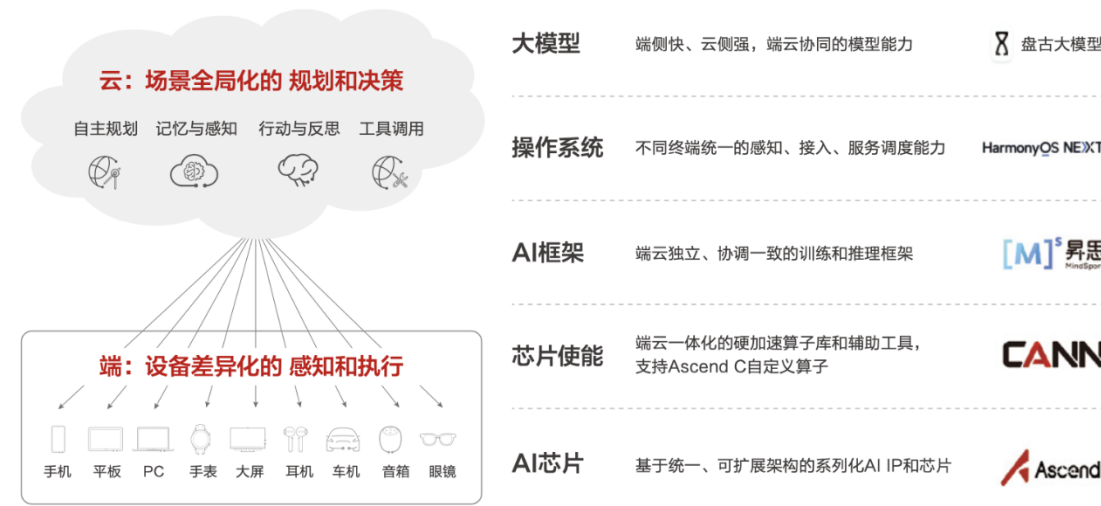 云：场景全局化的 规划和决策
自主规划 记忆与感知 行动与反思 工具调用
端：设备差异化的 感知和执行
手机 平板 PC 手表 大屏 耳机 车机 音箱 眼镜
大模型 端侧快、云侧强，端云协同的模型能力 盘古大模型
操作系统 不同终端统一的感知、接入、服务调度能力 HarmonyOS NEXT
AI框架 端云独立、协调一致的训练和推理框架 [M]s 昇思
MindSpor
芯片使能 端云一体化的硬加速算子库和辅助工具，
支持Ascend C自定义算子 CANN
AI芯片 基于统一、可扩展架构的系列化AI IP和芯片 Ascend